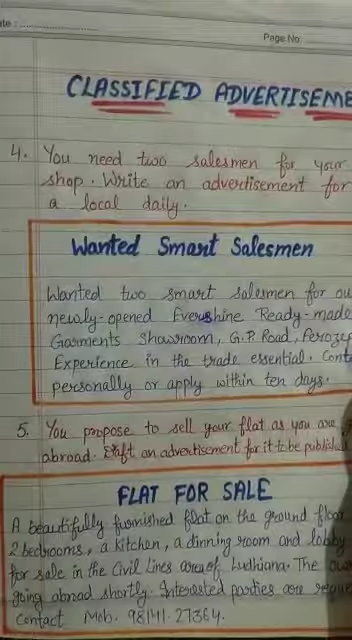 Page No:
CLASSIFIED ADVERTISEME
4. You need two salesmen for your
shop. Write an advertisement for
a local daily.
Wanted Smart Salesmen
Wanted two smart salesmen for ou
newly-opened Evershine Ready-made
Garments Showroom, G.P. Road, Ferozep
Experience in the trade essential. Cont
personally or apply within ten days.
5. You propose to sell your flat as you are
abroad. Draft an advertisement for it to be published
FLAT FOR SALE
A beautifully furnished flat on the ground floor
2 bedrooms, a kitchen, a dinning room and lobby
for sale in the Civil Lines area of Ludhiana. The ow
going abroad shortly. Interested parties are reque
Contact Mob. 98141-27364.